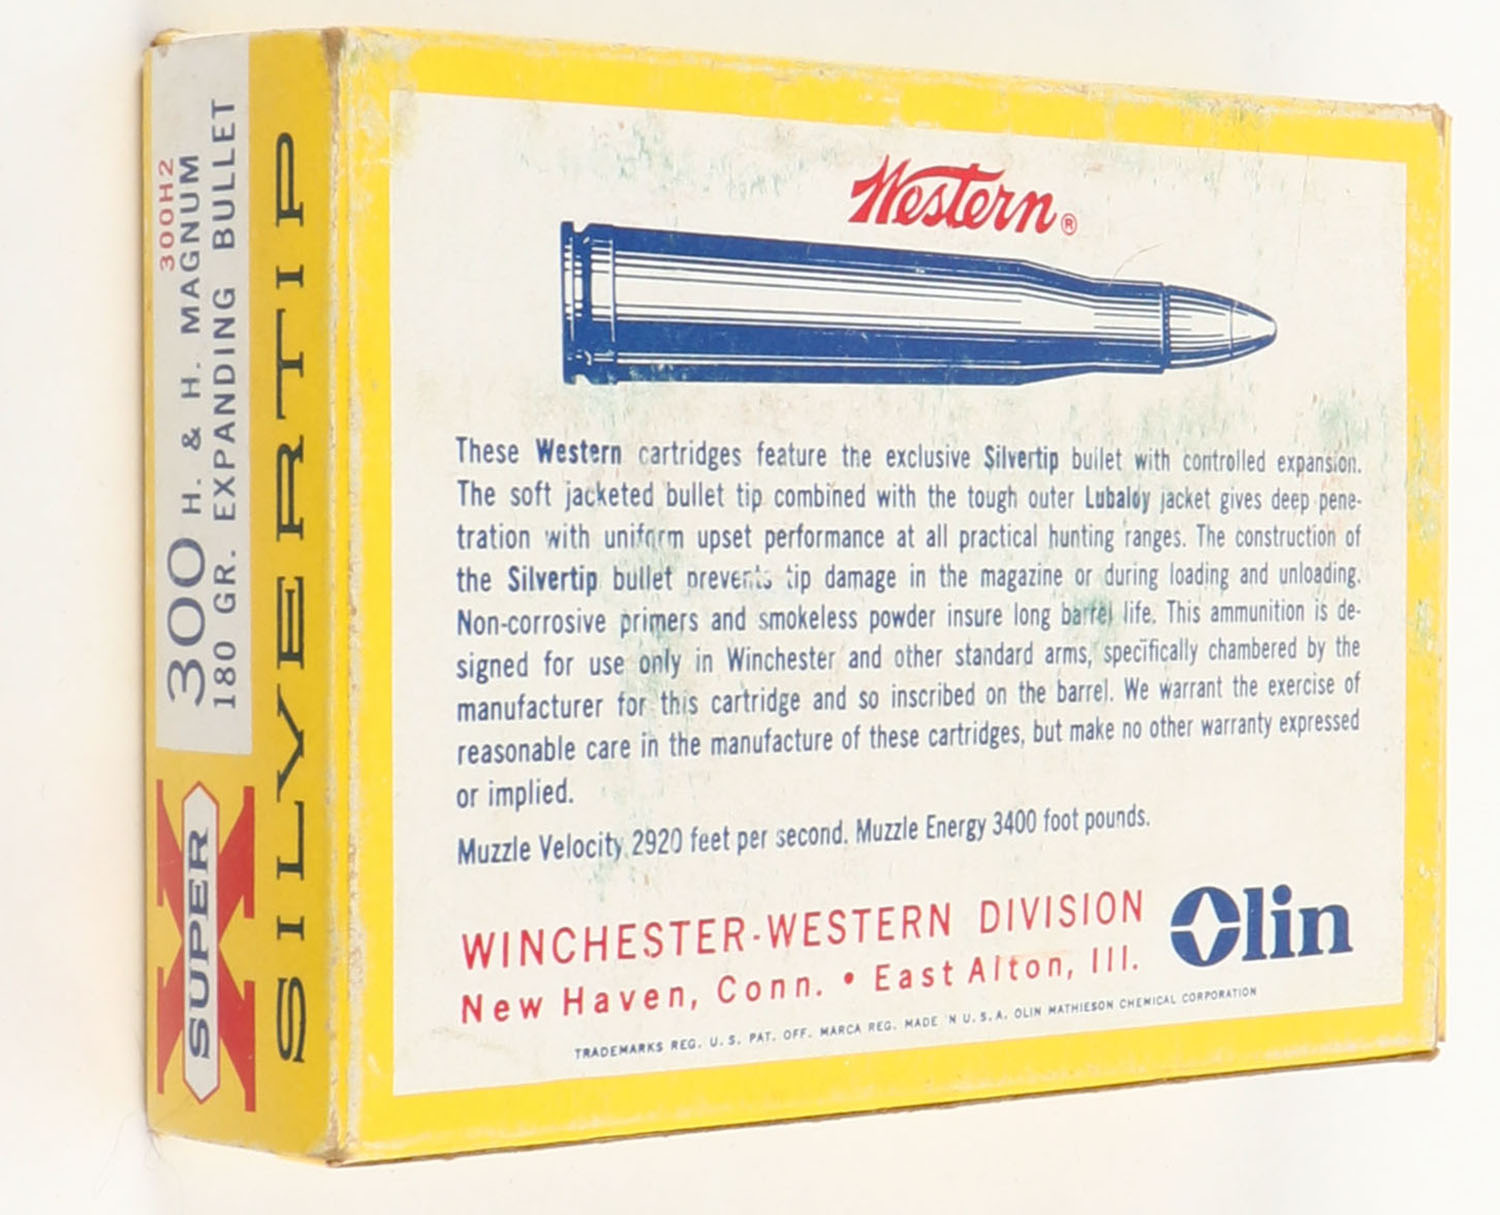 300H2
300 H. & H. MAGNUM
180 GR. EXPANDING BULLET
SUPER X
SILVERTIP
Western®
These Western cartridges feature the exclusive Silvertip bullet with controlled expansion.
The soft jacketed bullet tip combined with the tough outer Lubaloy jacket gives deep pene-
tration with uniform upset performance at all practical hunting ranges. The construction of
the Silvertip bullet prevents tip damage in the magazine or during loading and unloading.
Non-corrosive primers and smokeless powder insure long barrel life. This ammunition is de-
signed for use only in Winchester and other standard arms, specifically chambered by the
manufacturer for this cartridge and so inscribed on the barrel. We warrant the exercise of
reasonable care in the manufacture of these cartridges, but make no other warranty expressed
or implied.
Muzzle Velocity 2920 feet per second. Muzzle Energy 3400 foot pounds.
WINCHESTER-WESTERN DIVISION
New Haven, Conn. • East Alton, Ill.
Olin
TRADEMARKS REG. U. S. PAT. OFF. MARCA REG. MADE IN U. S. A. OLIN MATHIESON CHEMICAL CORPORATION